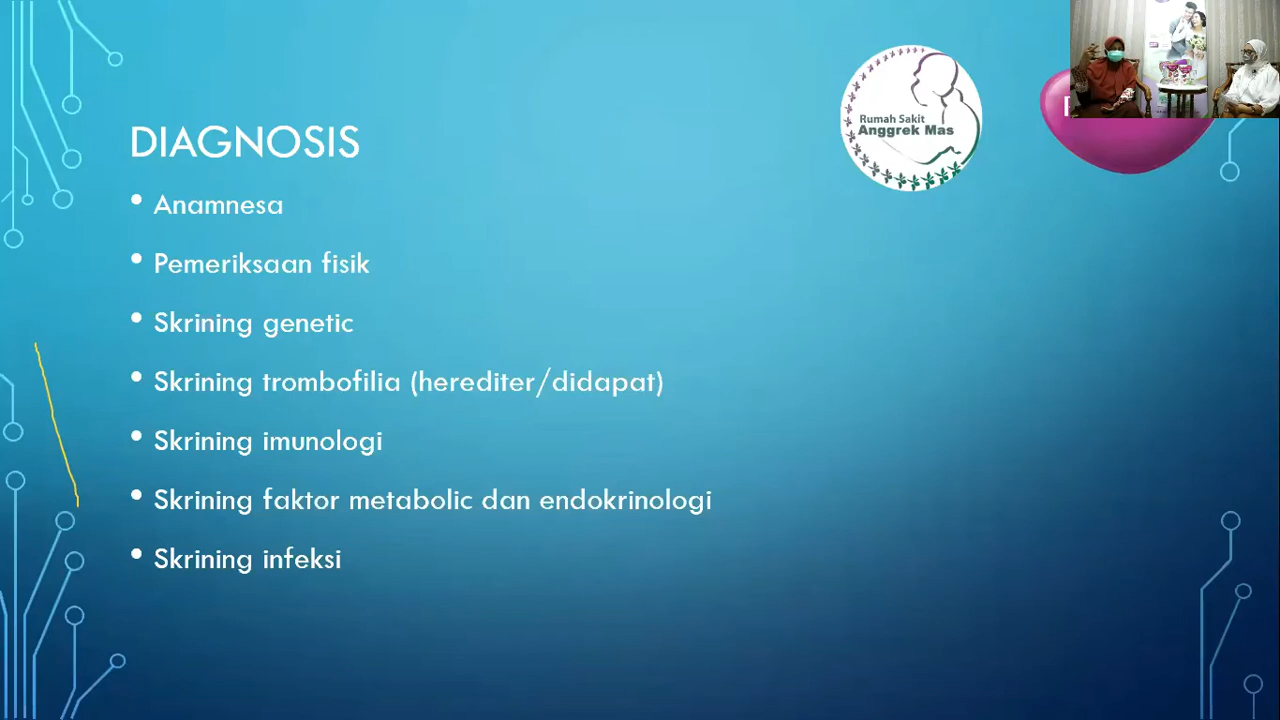 DIAGNOSIS
• Anamnesa
• Pemeriksaan fisik
• Skrining genetic
• Skrining trombofilia (herediter/didapat)
• Skrining imunologi
• Skrining faktor metabolic dan endokrinologi
• Skrining infeksi
Rumah Sakit
Anggrek Mas